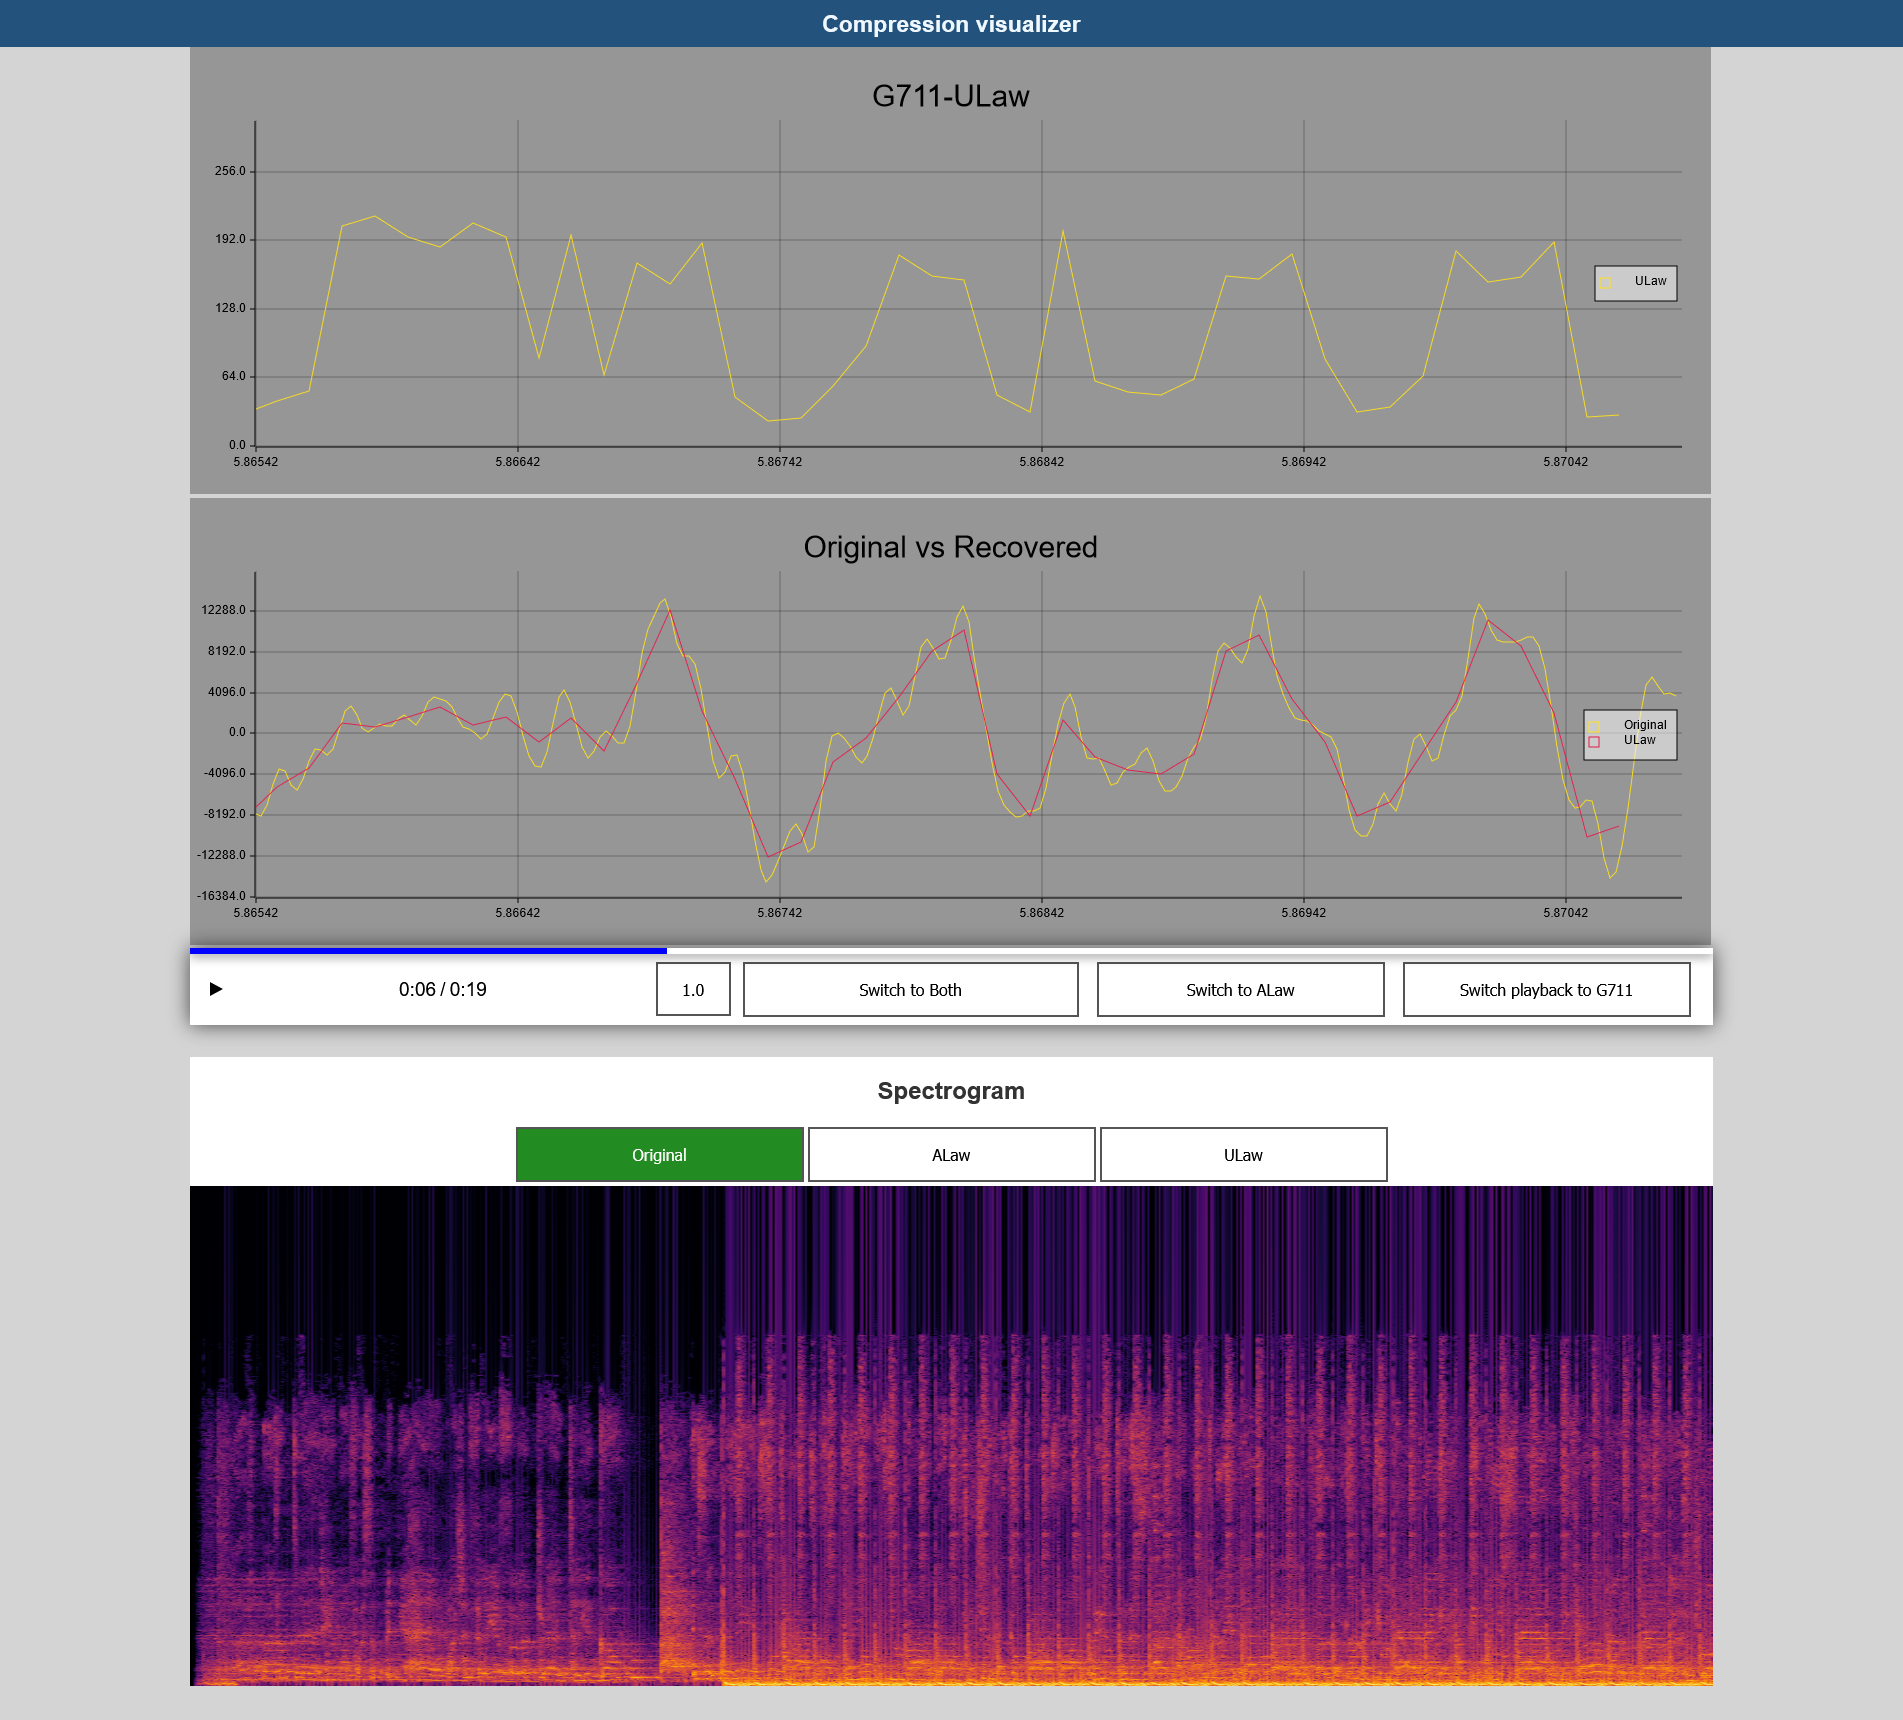 Compression visualizer
G711-ULaw
256.0
192.0
128.0
64.0
0.0
ULaw
5.86542 5.86642 5.86742 5.86842 5.86942 5.87042
Original vs Recovered
12288.0
8192.0
4096.0
0.0
-4096.0
-8192.0
-12288.0
-16384.0
Original
ULaw
5.86542 5.86642 5.86742 5.86842 5.86942 5.87042
0:06 / 0:19 1.0 Switch to Both Switch to ALaw Switch playback to G711
Spectrogram
Original ALaw ULaw